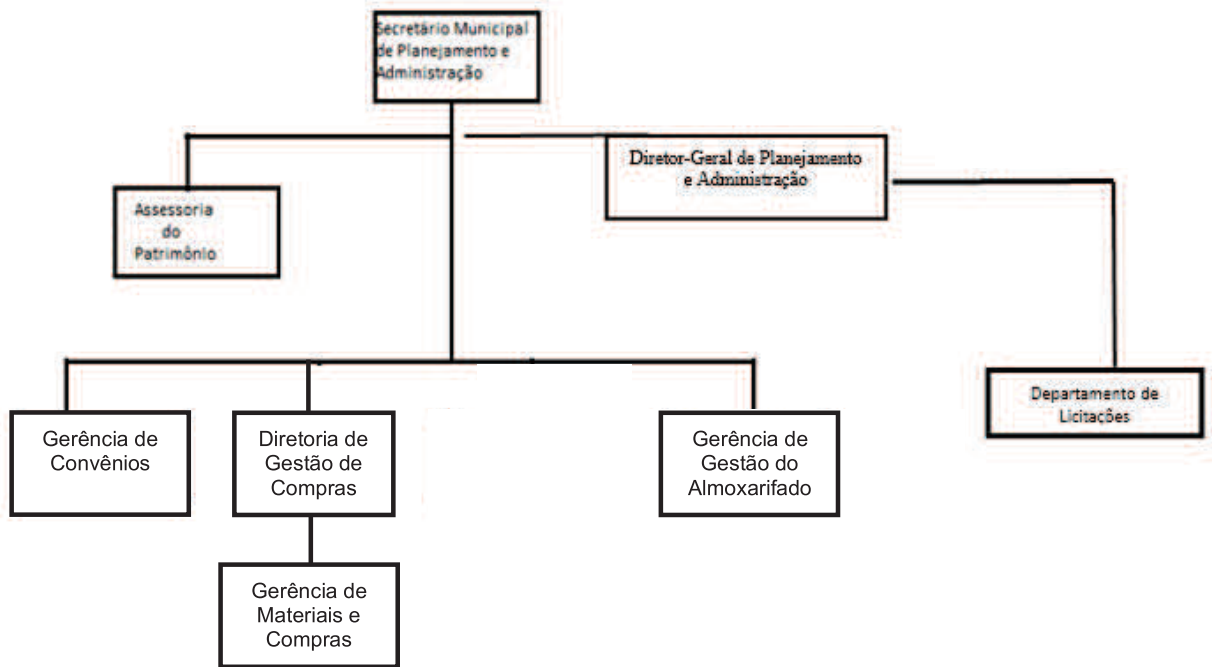 Secretário Municipal
de Planejamento e
Administração
Diretor-Geral de Planejamento
e Administração
Assessoria
do
Patrimônio
Departamento de
Licitações
Gerência de
Convênios
Diretoria de
Gestão de
Compras
Gerência de
Gestão do
Almoxarifado
Gerência de
Materiais e
Compras